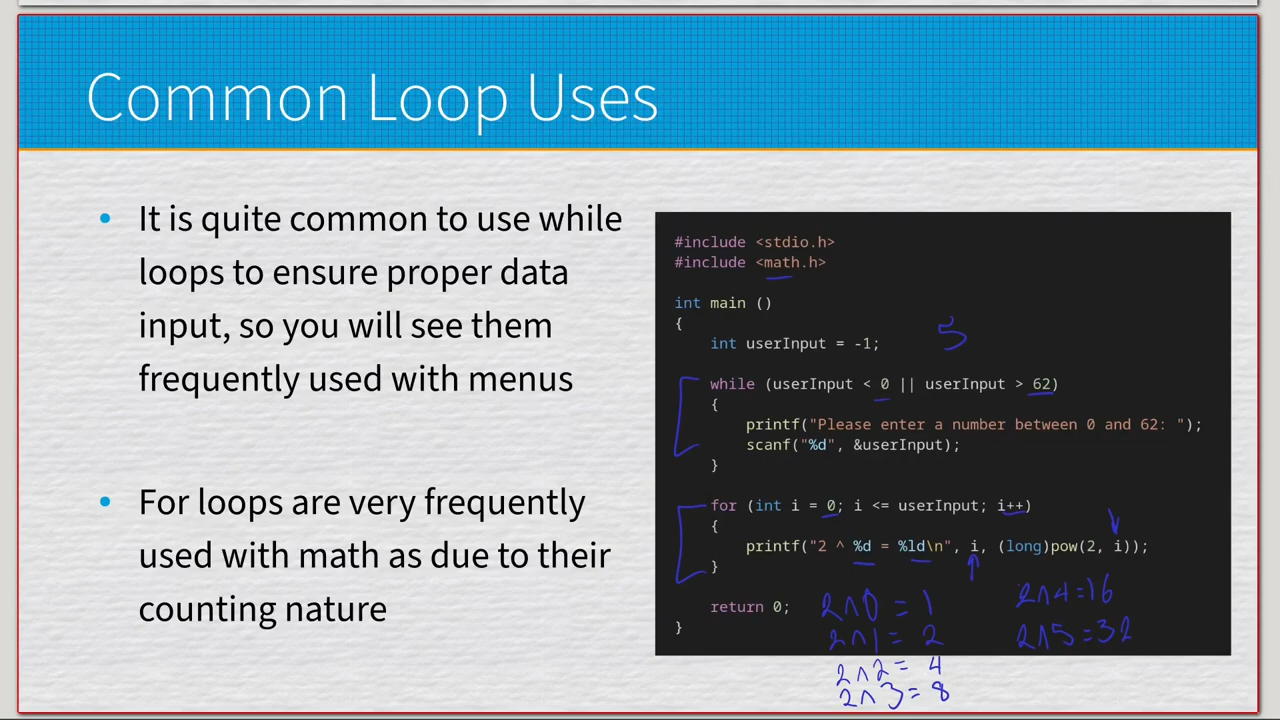 Common Loop Uses
• It is quite common to use while
loops to ensure proper data
input, so you will see them
frequently used with menus
• For loops are very frequently
used with math as due to their
counting nature
#include <stdio.h>
#include <math.h>
int main ()
{
int userInput = -1;
5
while (userInput < 0 || userInput > 62)
{
printf("Please enter a number between 0 and 62: ");
scanf("%d", &userInput);
}
for (int i = 0; i <= userInput; i++)
{
printf("2 ^ %d = %ld\n", i, (long)pow(2, i));
}
return 0;
}
2^0 = 1
2^1 = 2
2^2 = 4
2^3 = 8
2^4 = 16
2^5 = 32